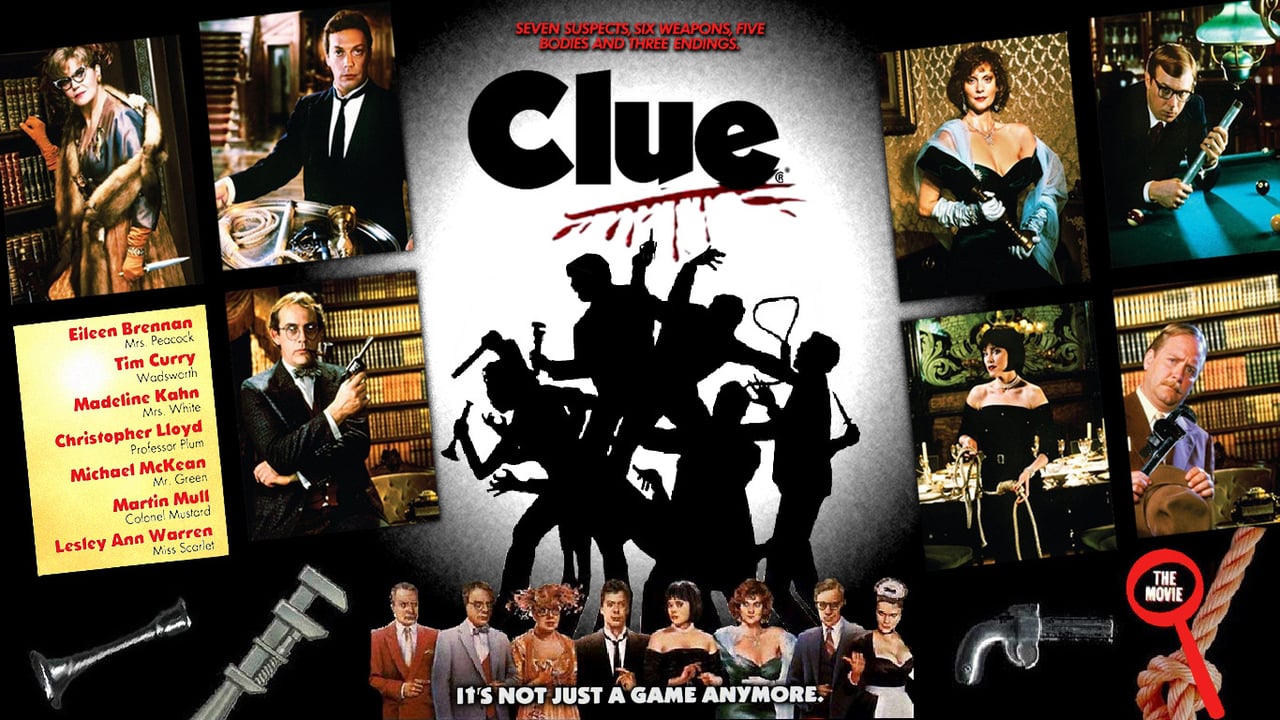 SEVEN SUSPECTS, SIX WEAPONS, FIVE
BODIES AND THREE ENDINGS.
Clue®
Eileen Brennan
Mrs. Peacock
Tim Curry
Wadsworth
Madeline Kahn
Mrs. White
Christopher Lloyd
Professor Plum
Michael McKean
Mr. Green
Martin Mull
Colonel Mustard
Lesley Ann Warren
Miss Scarlet
THE
MOVIE
IT'S NOT JUST A GAME ANYMORE.